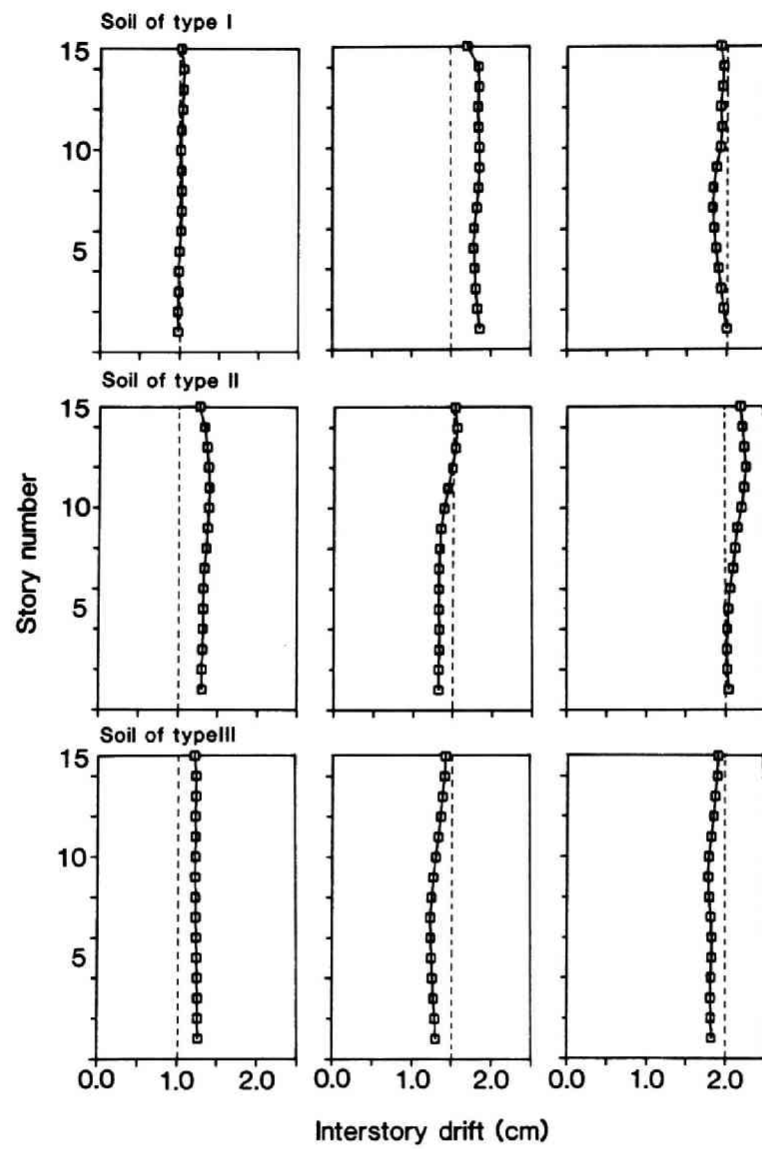 Soil of type I
15
10
5
Soil of type II
15
10
5
Story number
Soil of typeIII
15
10
5
0.0 1.0 2.0 0.0 1.0 2.0 0.0 1.0 2.0
Interstory drift (cm)